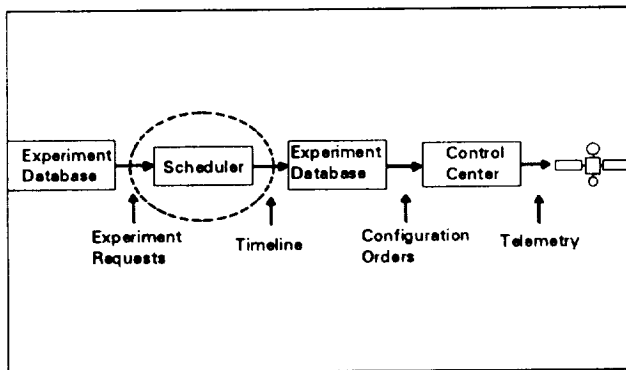 Experiment
Database
Scheduler
Experiment
Database
Control
Center
Experiment
Requests
Timeline
Configuration
Orders
Telemetry